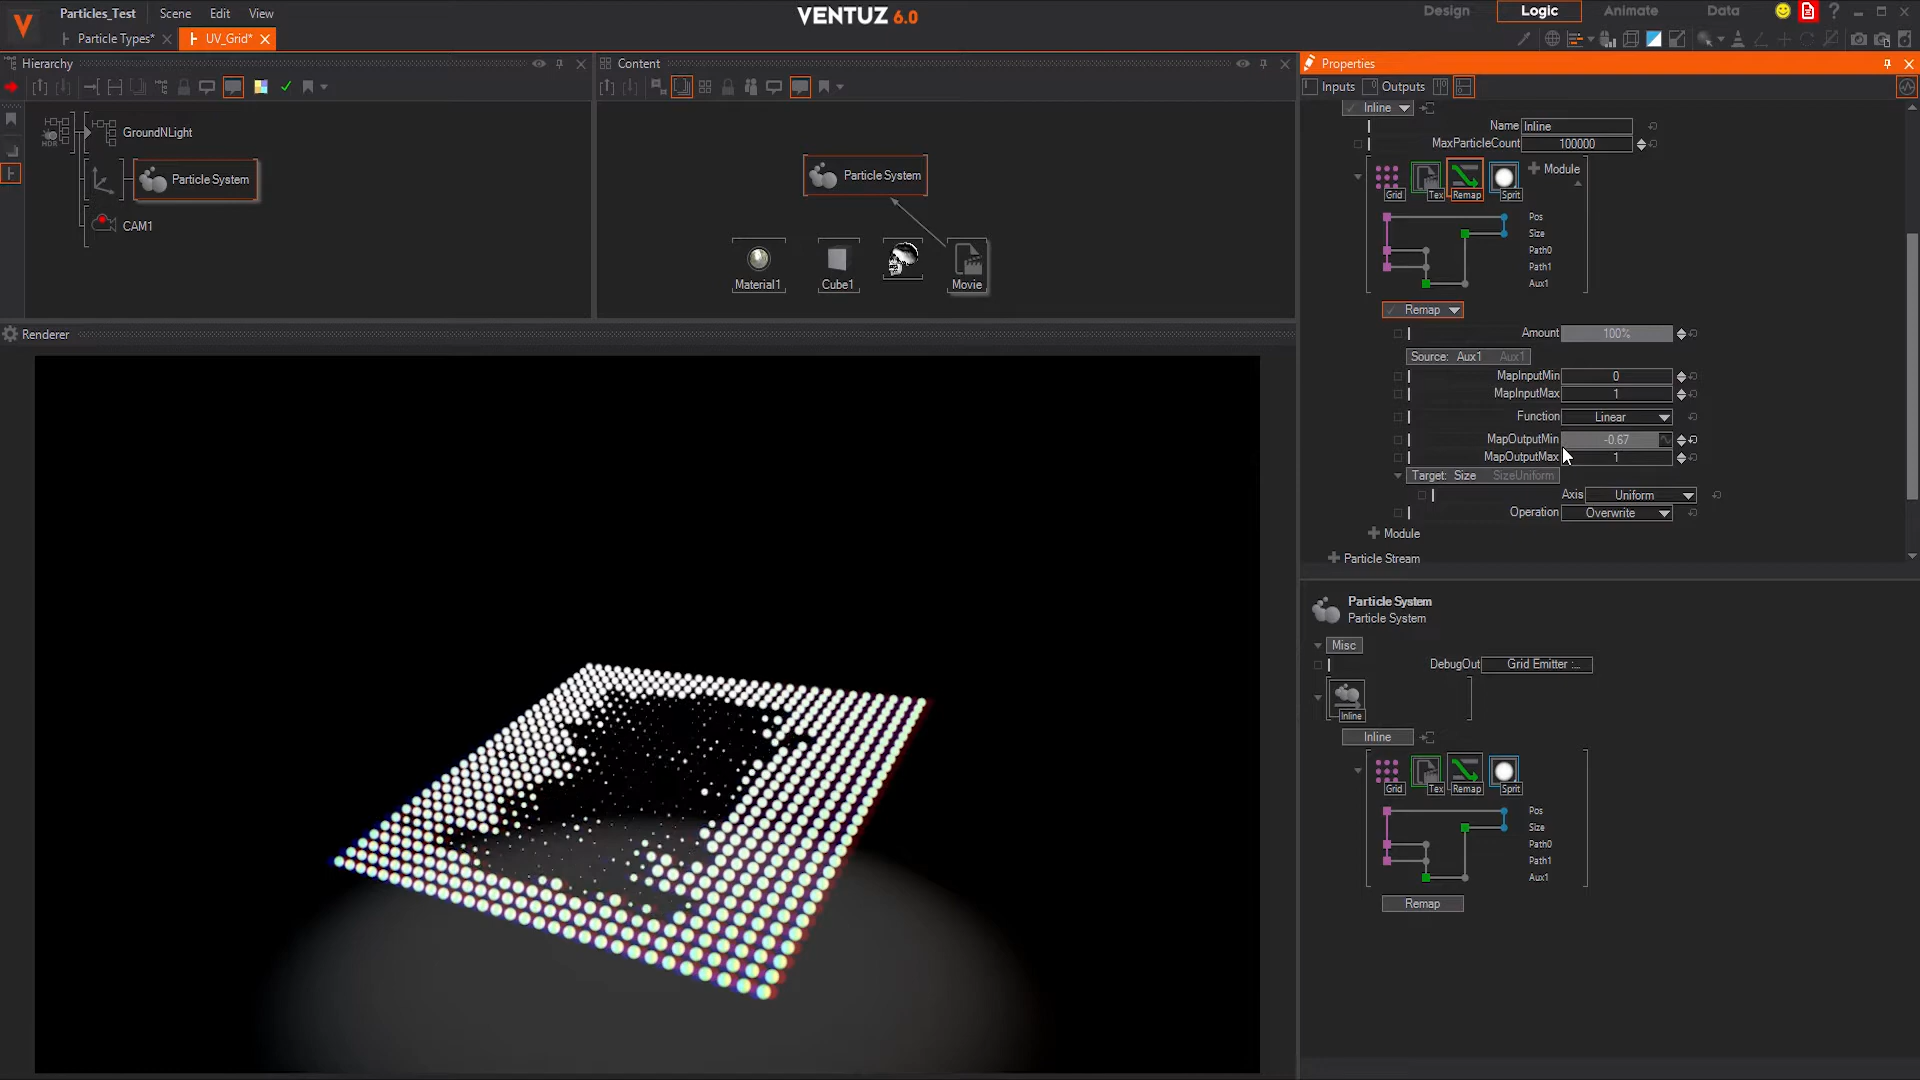 Particles_Test Scene Edit View
VENTUZ 6.0
Design Logic Animate Data
Particle Types* UV_Grid*
Hierarchy
Content
Properties
Inputs Outputs
GroundNLight
Particle System
CAM1
Particle System
Material1 Cube1 Movie
Renderer
Inline
Name Inline
MaxParticleCount 100000
Module
Grid Tex Remap Sprit
Pos
Size
Path0
Path1
Aux1
Remap
Amount 100%
Source: Aux1 Aux1
MapInputMin 0
MapInputMax 1
Function Linear
MapOutputMin -0.67
MapOutputMax 1
Target: Size SizeUniform
Axis Uniform
Operation Overwrite
Module
Particle Stream
Particle System
Particle System
Misc
DebugOut Grid Emitter :...
Inline
Inline
Grid Tex Remap Sprit
Pos
Size
Path0
Path1
Aux1
Remap